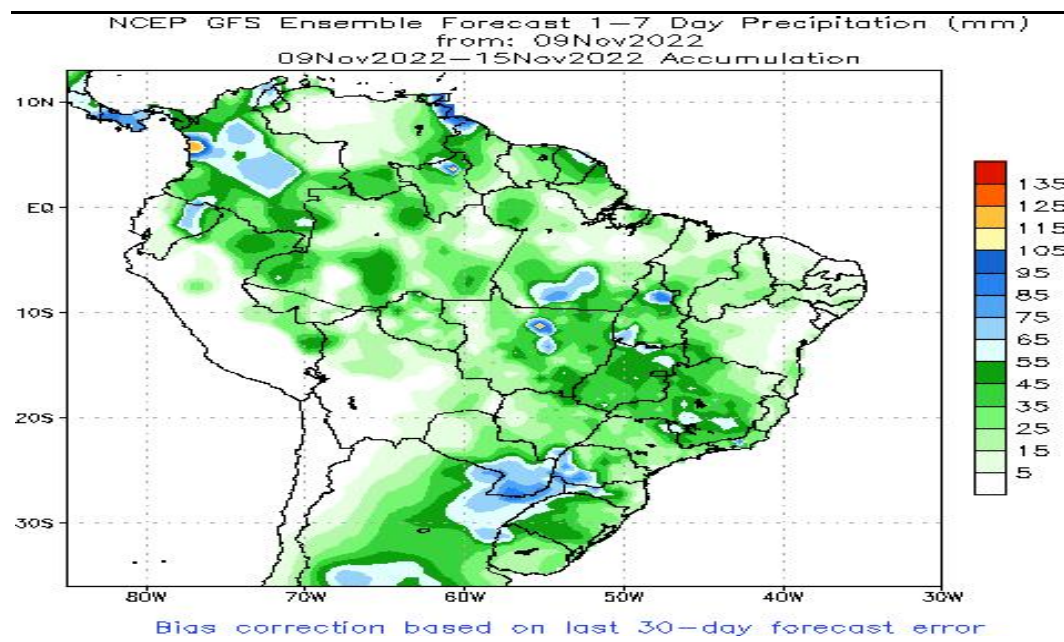 NCEP GFS Ensemble Forecast 1-7 Day Precipitation (mm)
from: 09Nov2022
09Nov2022-15Nov2022 Accumulation
10N
EQ
10S
20S
30S
80W 70W 60W 50W 40W 30W
135
125
115
105
95
85
75
65
55
45
35
25
15
5
Bias correction based on last 30-day forecast error